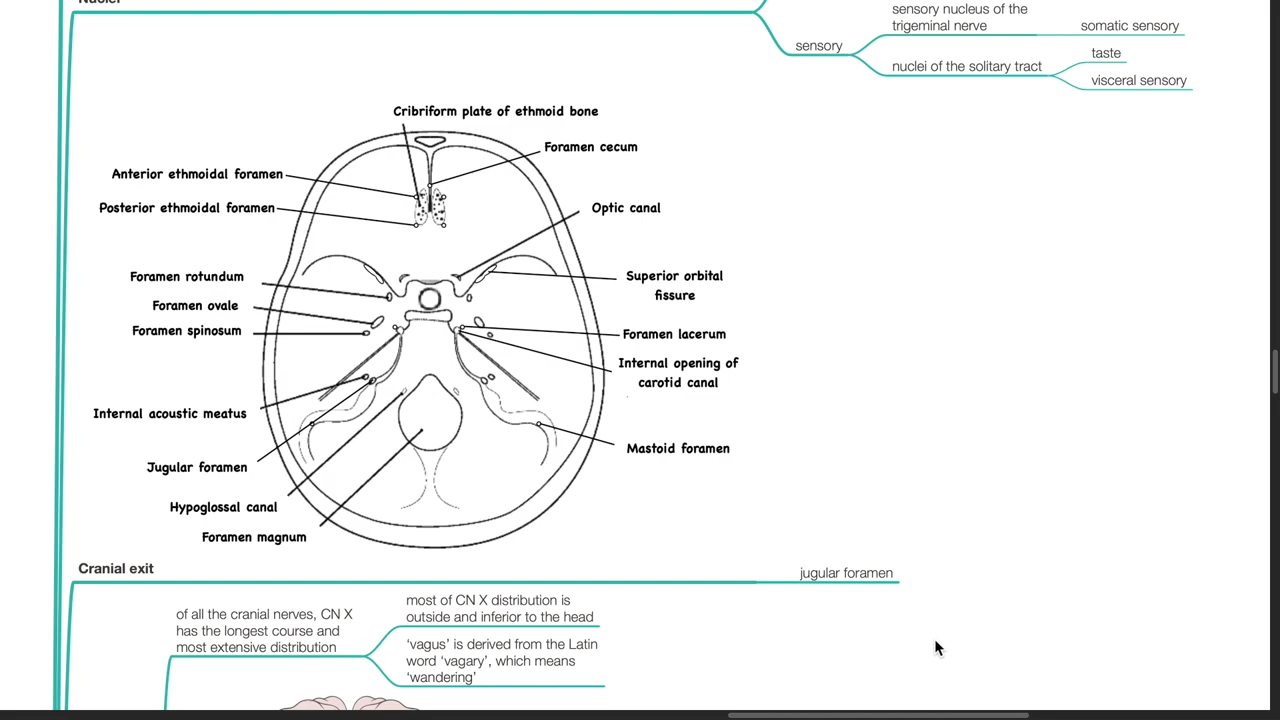 Nuclei
sensory nucleus of the
trigeminal nerve
somatic sensory
sensory
nuclei of the solitary tract
taste
visceral sensory
Cribriform plate of ethmoid bone
Foramen cecum
Anterior ethmoidal foramen
Posterior ethmoidal foramen
Optic canal
Foramen rotundum
Superior orbital
fissure
Foramen ovale
Foramen spinosum
Foramen lacerum
Internal opening of
carotid canal
Internal acoustic meatus
Mastoid foramen
Jugular foramen
Hypoglossal canal
Foramen magnum
Cranial exit
jugular foramen
of all the cranial nerves, CN X
has the longest course and
most extensive distribution
most of CN X distribution is
outside and inferior to the head
‘vagus’ is derived from the Latin
word ‘vagary’, which means
‘wandering’